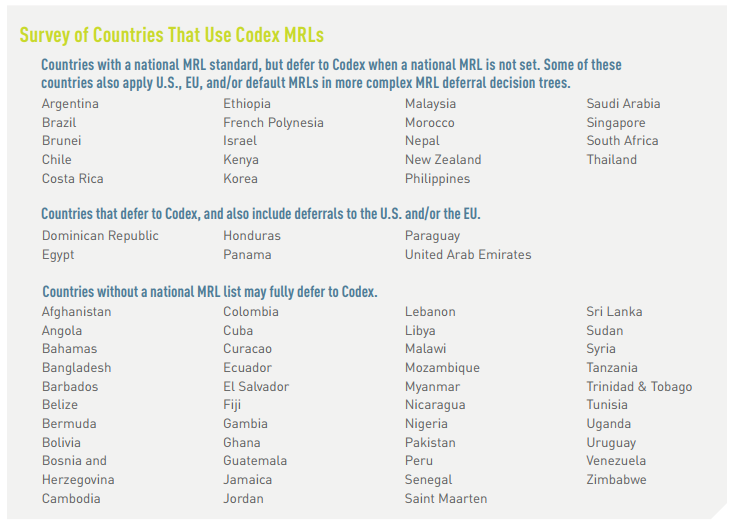 Survey of Countries That Use Codex MRLs
Countries with a national MRL standard, but defer to Codex when a national MRL is not set. Some of these
countries also apply U.S., EU, and/or default MRLs in more complex MRL deferral decision trees.
Argentina
Brazil
Brunei
Chile
Costa Rica
Ethiopia
French Polynesia
Israel
Kenya
Korea
Malaysia
Morocco
Nepal
New Zealand
Philippines
Saudi Arabia
Singapore
South Africa
Thailand
Countries that defer to Codex, and also include deferrals to the U.S. and/or the EU.
Dominican Republic
Egypt
Honduras
Panama
Paraguay
United Arab Emirates
Countries without a national MRL list may fully defer to Codex.
Afghanistan
Angola
Bahamas
Bangladesh
Barbados
Belize
Bermuda
Bolivia
Bosnia and
Herzegovina
Cambodia
Colombia
Cuba
Curacao
Ecuador
El Salvador
Fiji
Gambia
Ghana
Guatemala
Jamaica
Jordan
Lebanon
Libya
Malawi
Mozambique
Myanmar
Nicaragua
Nigeria
Pakistan
Peru
Senegal
Saint Maarten
Sri Lanka
Sudan
Syria
Tanzania
Trinidad & Tobago
Tunisia
Uganda
Uruguay
Venezuela
Zimbabwe